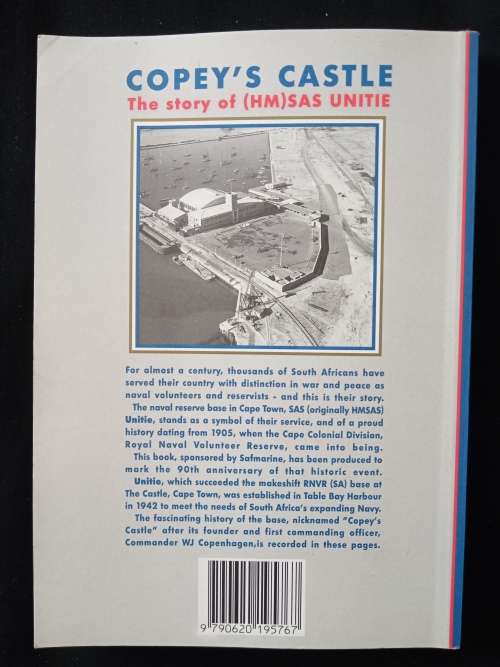 COPEY'S CASTLE
The story of (HM)SAS UNITIE
For almost a century, thousands of South Africans have
served their country with distinction in war and peace as
naval volunteers and reservists - and this is their story.
The naval reserve base in Cape Town, SAS (originally HMSAS)
Unitie, stands as a symbol of their service, and of a proud
history dating from 1905, when the Cape Colonial Division,
Royal Naval Volunteer Reserve, came into being.
This book, sponsored by Safmarine, has been produced to
mark the 90th anniversary of that historic event.
Unitie, which succeeded the makeshift RNVR (SA) base at
The Castle, Cape Town, was established in Table Bay Harbour
in 1942 to meet the needs of South Africa's expanding Navy.
The fascinating history of the base, nicknamed "Copey's
Castle" after its founder and first commanding officer,
Commander WJ Copenhagen,is recorded in these pages.
9 790620 195767